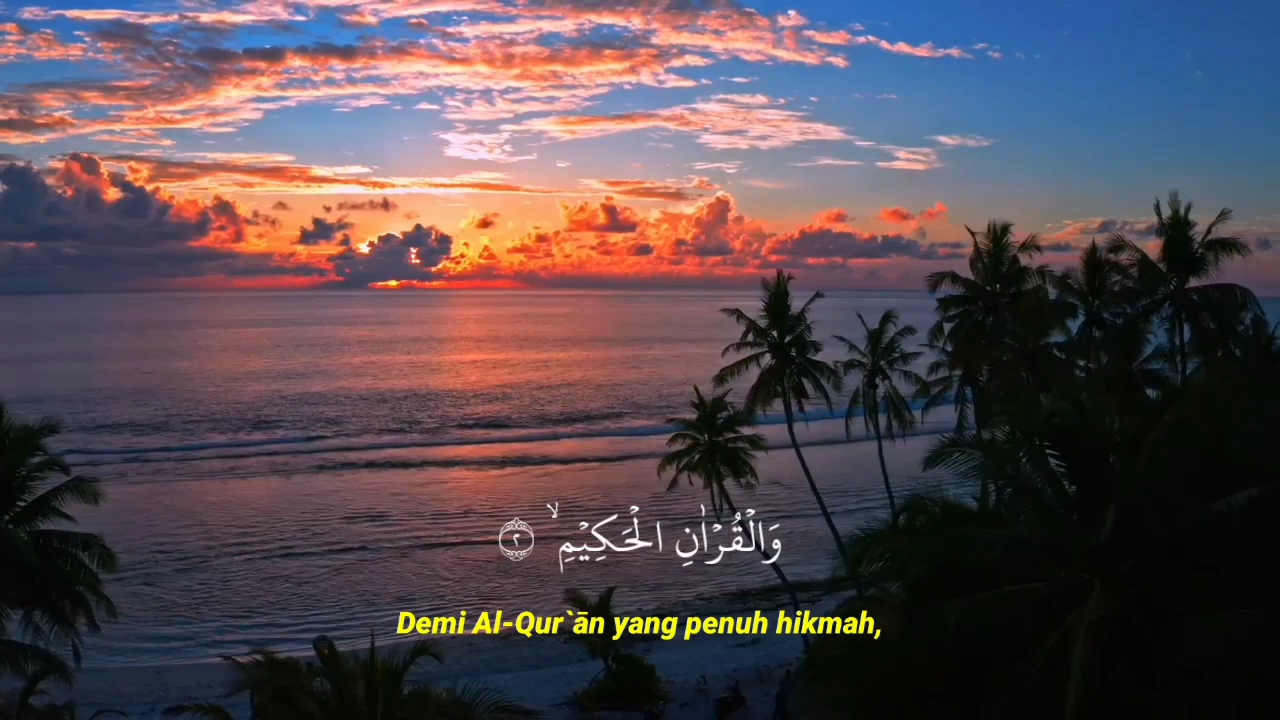 وَالْقُرْاٰنِ الْحَكِيْمِۙ ٢
Demi Al-Qur`ān yang penuh hikmah,